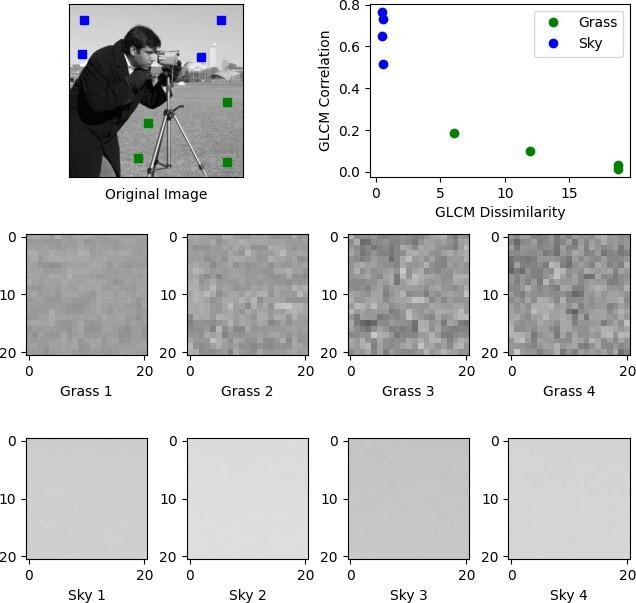 Original Image
0.8
0.6
0.4
0.2
0.0
GLCM Correlation
0 5 10 15
GLCM Dissimilarity
Grass
Sky
0
10
20
0 20
Grass 1
0
10
20
0 20
Grass 2
0
10
20
0 20
Grass 3
0
10
20
0 20
Grass 4
0
10
20
0 20
Sky 1
0
10
20
0 20
Sky 2
0
10
20
0 20
Sky 3
0
10
20
0 20
Sky 4